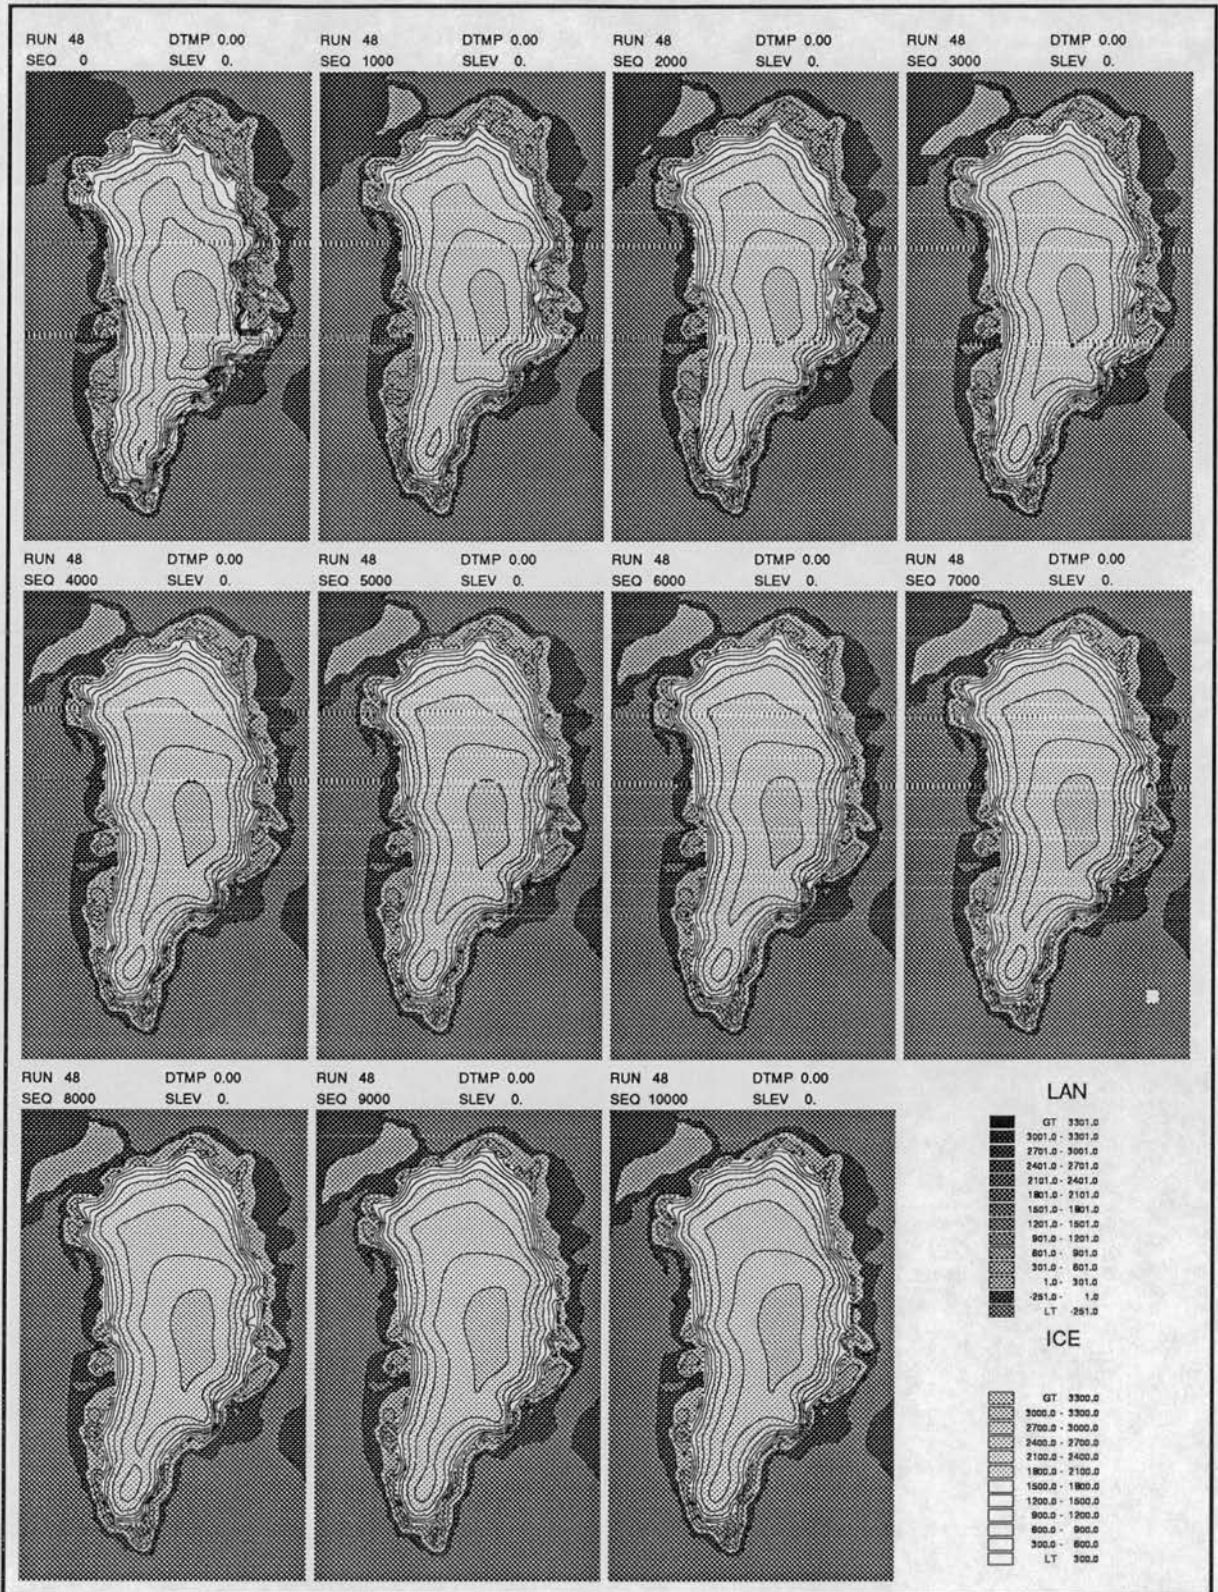 RUN 48 DTMP 0.00 RUN 48 DTMP 0.00 RUN 48 DTMP 0.00 RUN 48 DTMP 0.00
SEQ 0 SLEV 0. SEQ 1000 SLEV 0. SEQ 2000 SLEV 0. SEQ 3000 SLEV 0.
RUN 48 DTMP 0.00 RUN 48 DTMP 0.00 RUN 48 DTMP 0.00 RUN 48 DTMP 0.00
SEQ 4000 SLEV 0. SEQ 5000 SLEV 0. SEQ 6000 SLEV 0. SEQ 7000 SLEV 0.
RUN 48 DTMP 0.00 RUN 48 DTMP 0.00 RUN 48 DTMP 0.00
SEQ 8000 SLEV 0. SEQ 9000 SLEV 0. SEQ 10000 SLEV 0.
LAN
GT 3301.0
3001.0 - 3301.0
2701.0 - 3001.0
2401.0 - 2701.0
2101.0 - 2401.0
1801.0 - 2101.0
1501.0 - 1801.0
1201.0 - 1501.0
901.0 - 1201.0
601.0 - 901.0
301.0 - 601.0
1.0 - 301.0
-251.0 - 1.0
LT -251.0
ICE
GT 3300.0
3000.0 - 3300.0
2700.0 - 3000.0
2400.0 - 2700.0
2100.0 - 2400.0
1800.0 - 2100.0
1500.0 - 1800.0
1200.0 - 1500.0
900.0 - 1200.0
600.0 - 900.0
300.0 - 600.0
LT 300.0